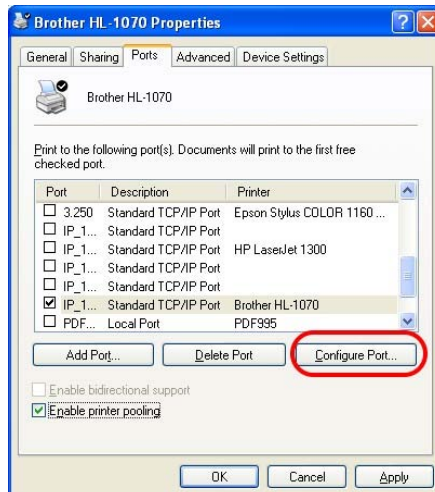 Brother HL-1070 Properties
General Sharing Ports Advanced Device Settings
Brother HL-1070
Print to the following port(s). Documents will print to the first free
checked port.
Port Description Printer
3.250 Standard TCP/IP Port Epson Stylus COLOR 1160 ...
IP_1... Standard TCP/IP Port
IP_1... Standard TCP/IP Port HP LaserJet 1300
IP_1... Standard TCP/IP Port
IP_1... Standard TCP/IP Port
IP_1... Standard TCP/IP Port Brother HL-1070
PDF... Local Port PDF995
Add Port... Delete Port Configure Port...
Enable bidirectional support
Enable printer pooling
OK Cancel Apply